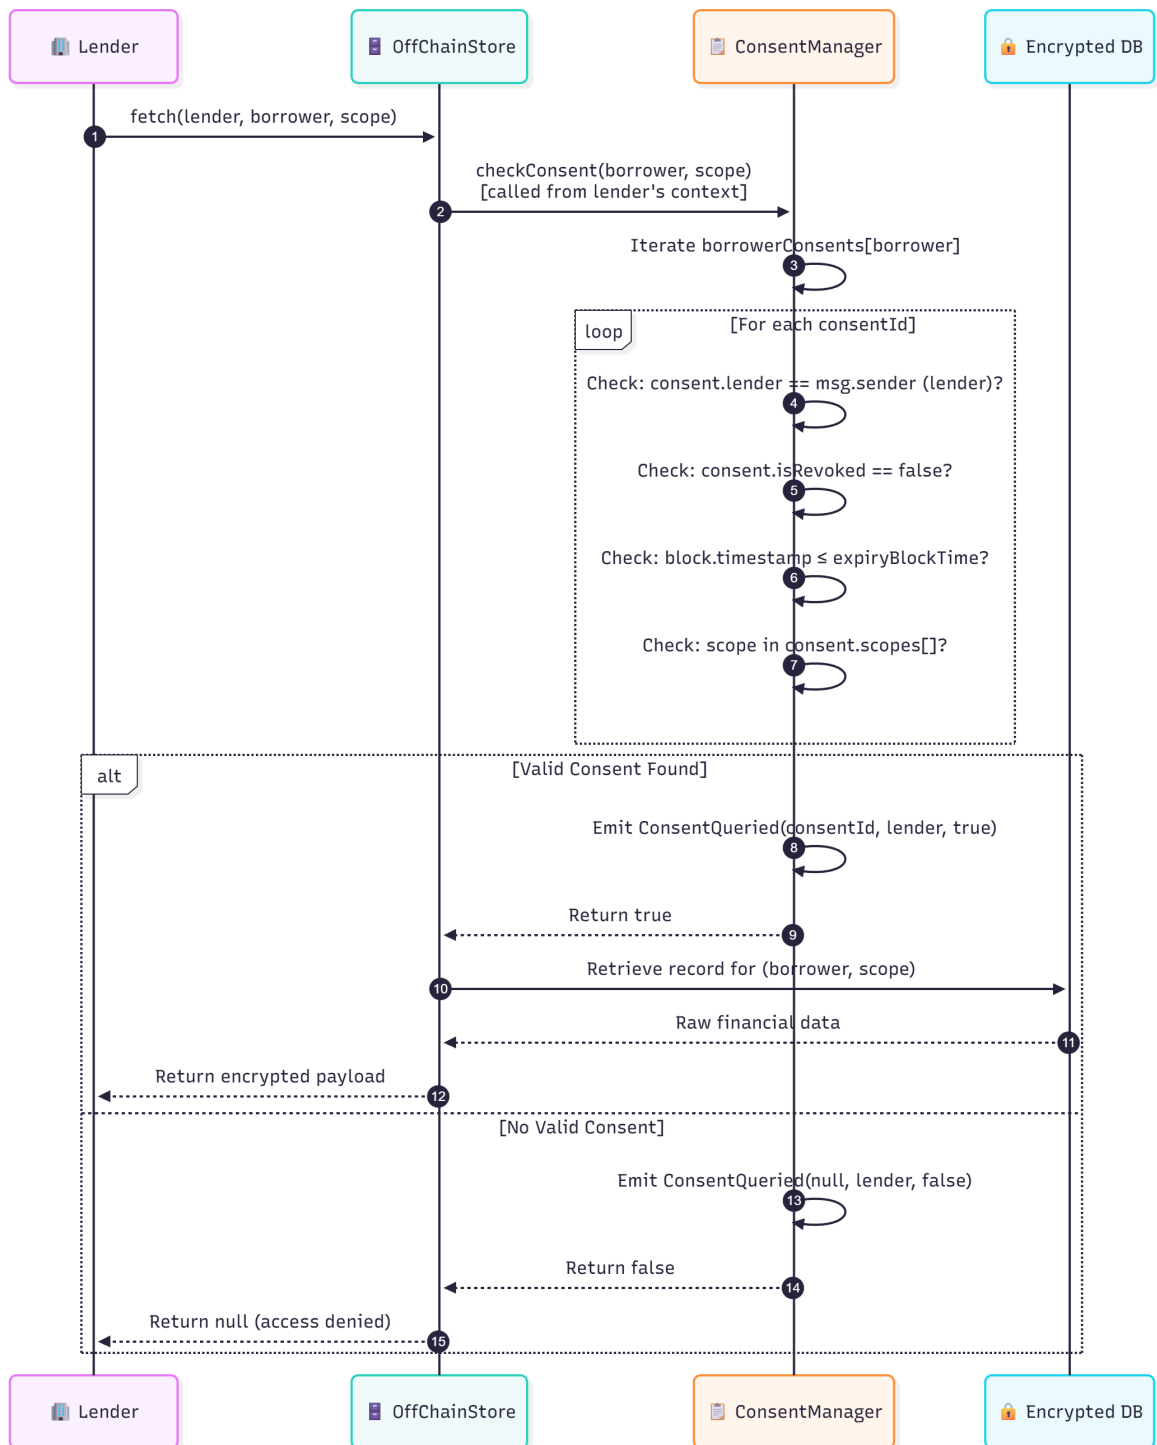 Lender
OffChainStore
ConsentManager
Encrypted DB
fetch(lender, borrower, scope)
1
checkConsent(borrower, scope)
[called from lender's context]
2
Iterate borrowerConsents[borrower]
3
loop
[For each consentId]
Check: consent.lender == msg.sender (lender)?
4
Check: consent.isRevoked == false?
5
Check: block.timestamp ≤ expiryBlockTime?
6
Check: scope in consent.scopes[]?
7
alt
[Valid Consent Found]
Emit ConsentQueried(consentId, lender, true)
8
Return true
9
Retrieve record for (borrower, scope)
10
Raw financial data
11
Return encrypted payload
12
[No Valid Consent]
Emit ConsentQueried(null, lender, false)
13
Return false
14
Return null (access denied)
15
Lender
OffChainStore
ConsentManager
Encrypted DB